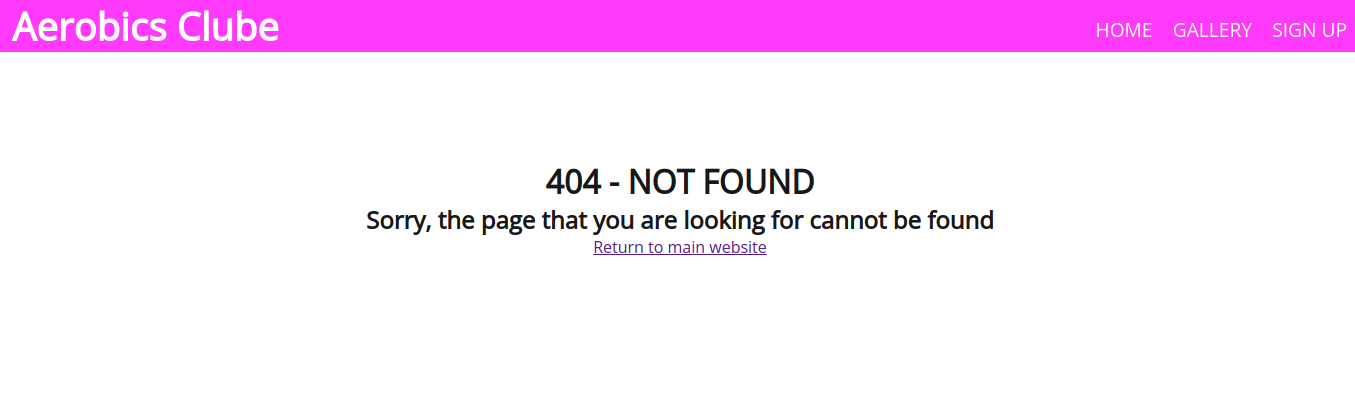 Aerobics Clube
HOME GALLERY SIGN UP
404 - NOT FOUND
Sorry, the page that you are looking for cannot be found
Return to main website